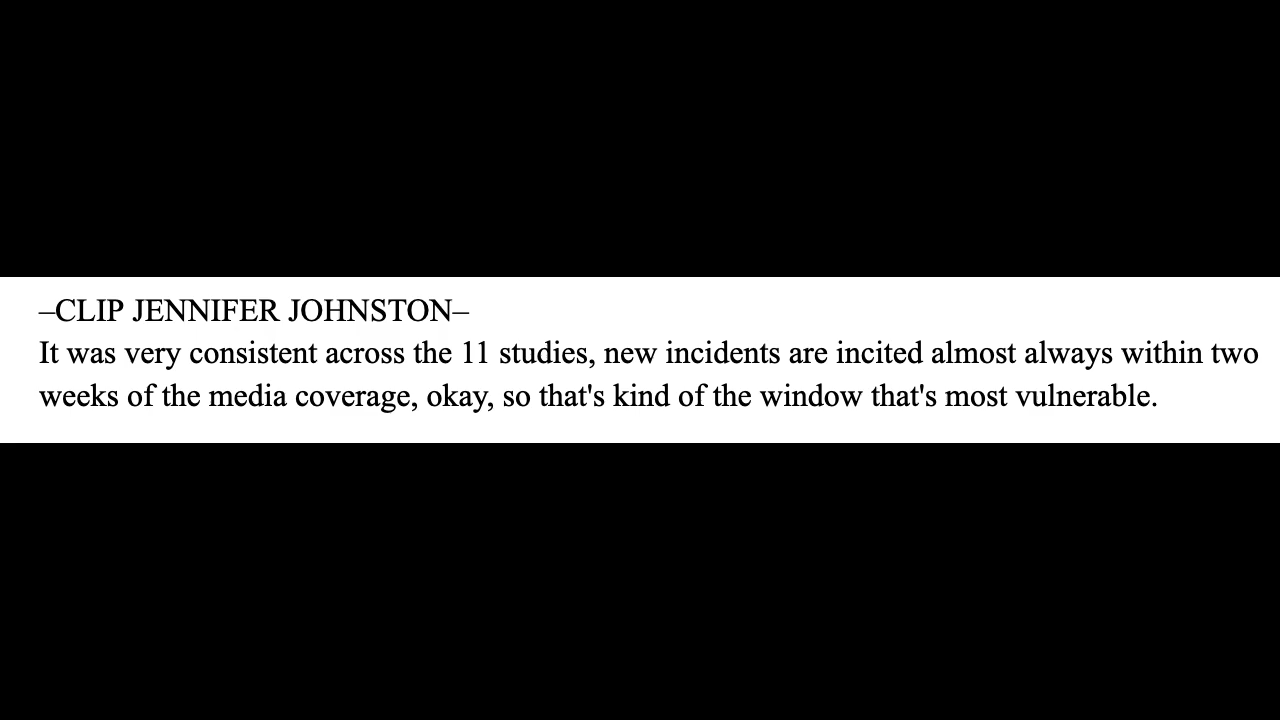 –CLIP JENNIFER JOHNSTON–
It was very consistent across the 11 studies, new incidents are incited almost always within two
weeks of the media coverage, okay, so that's kind of the window that's most vulnerable.